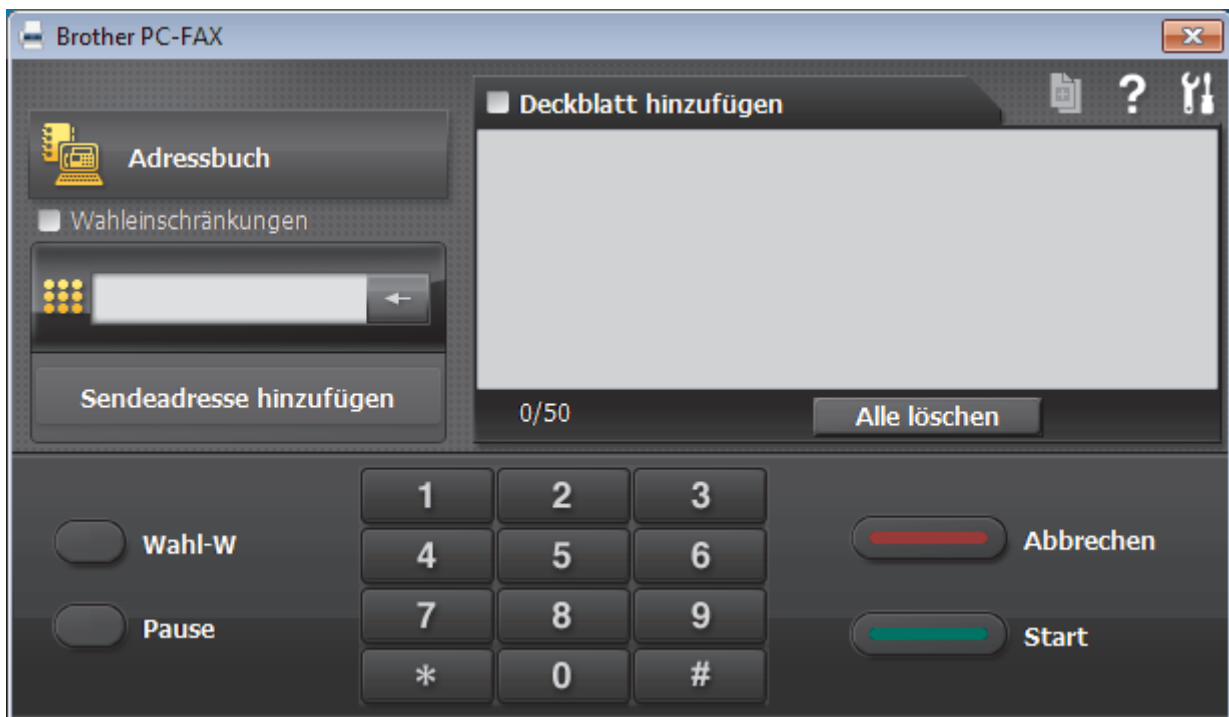 Brother PC-FAX
Deckblatt hinzufügen
?
Adressbuch
Wahleinschränkungen
Sendeadresse hinzufügen
0/50
Alle löschen
1 2 3
4 5 6
7 8 9
* 0 #
Wahl-W
Pause
Abbrechen
Start